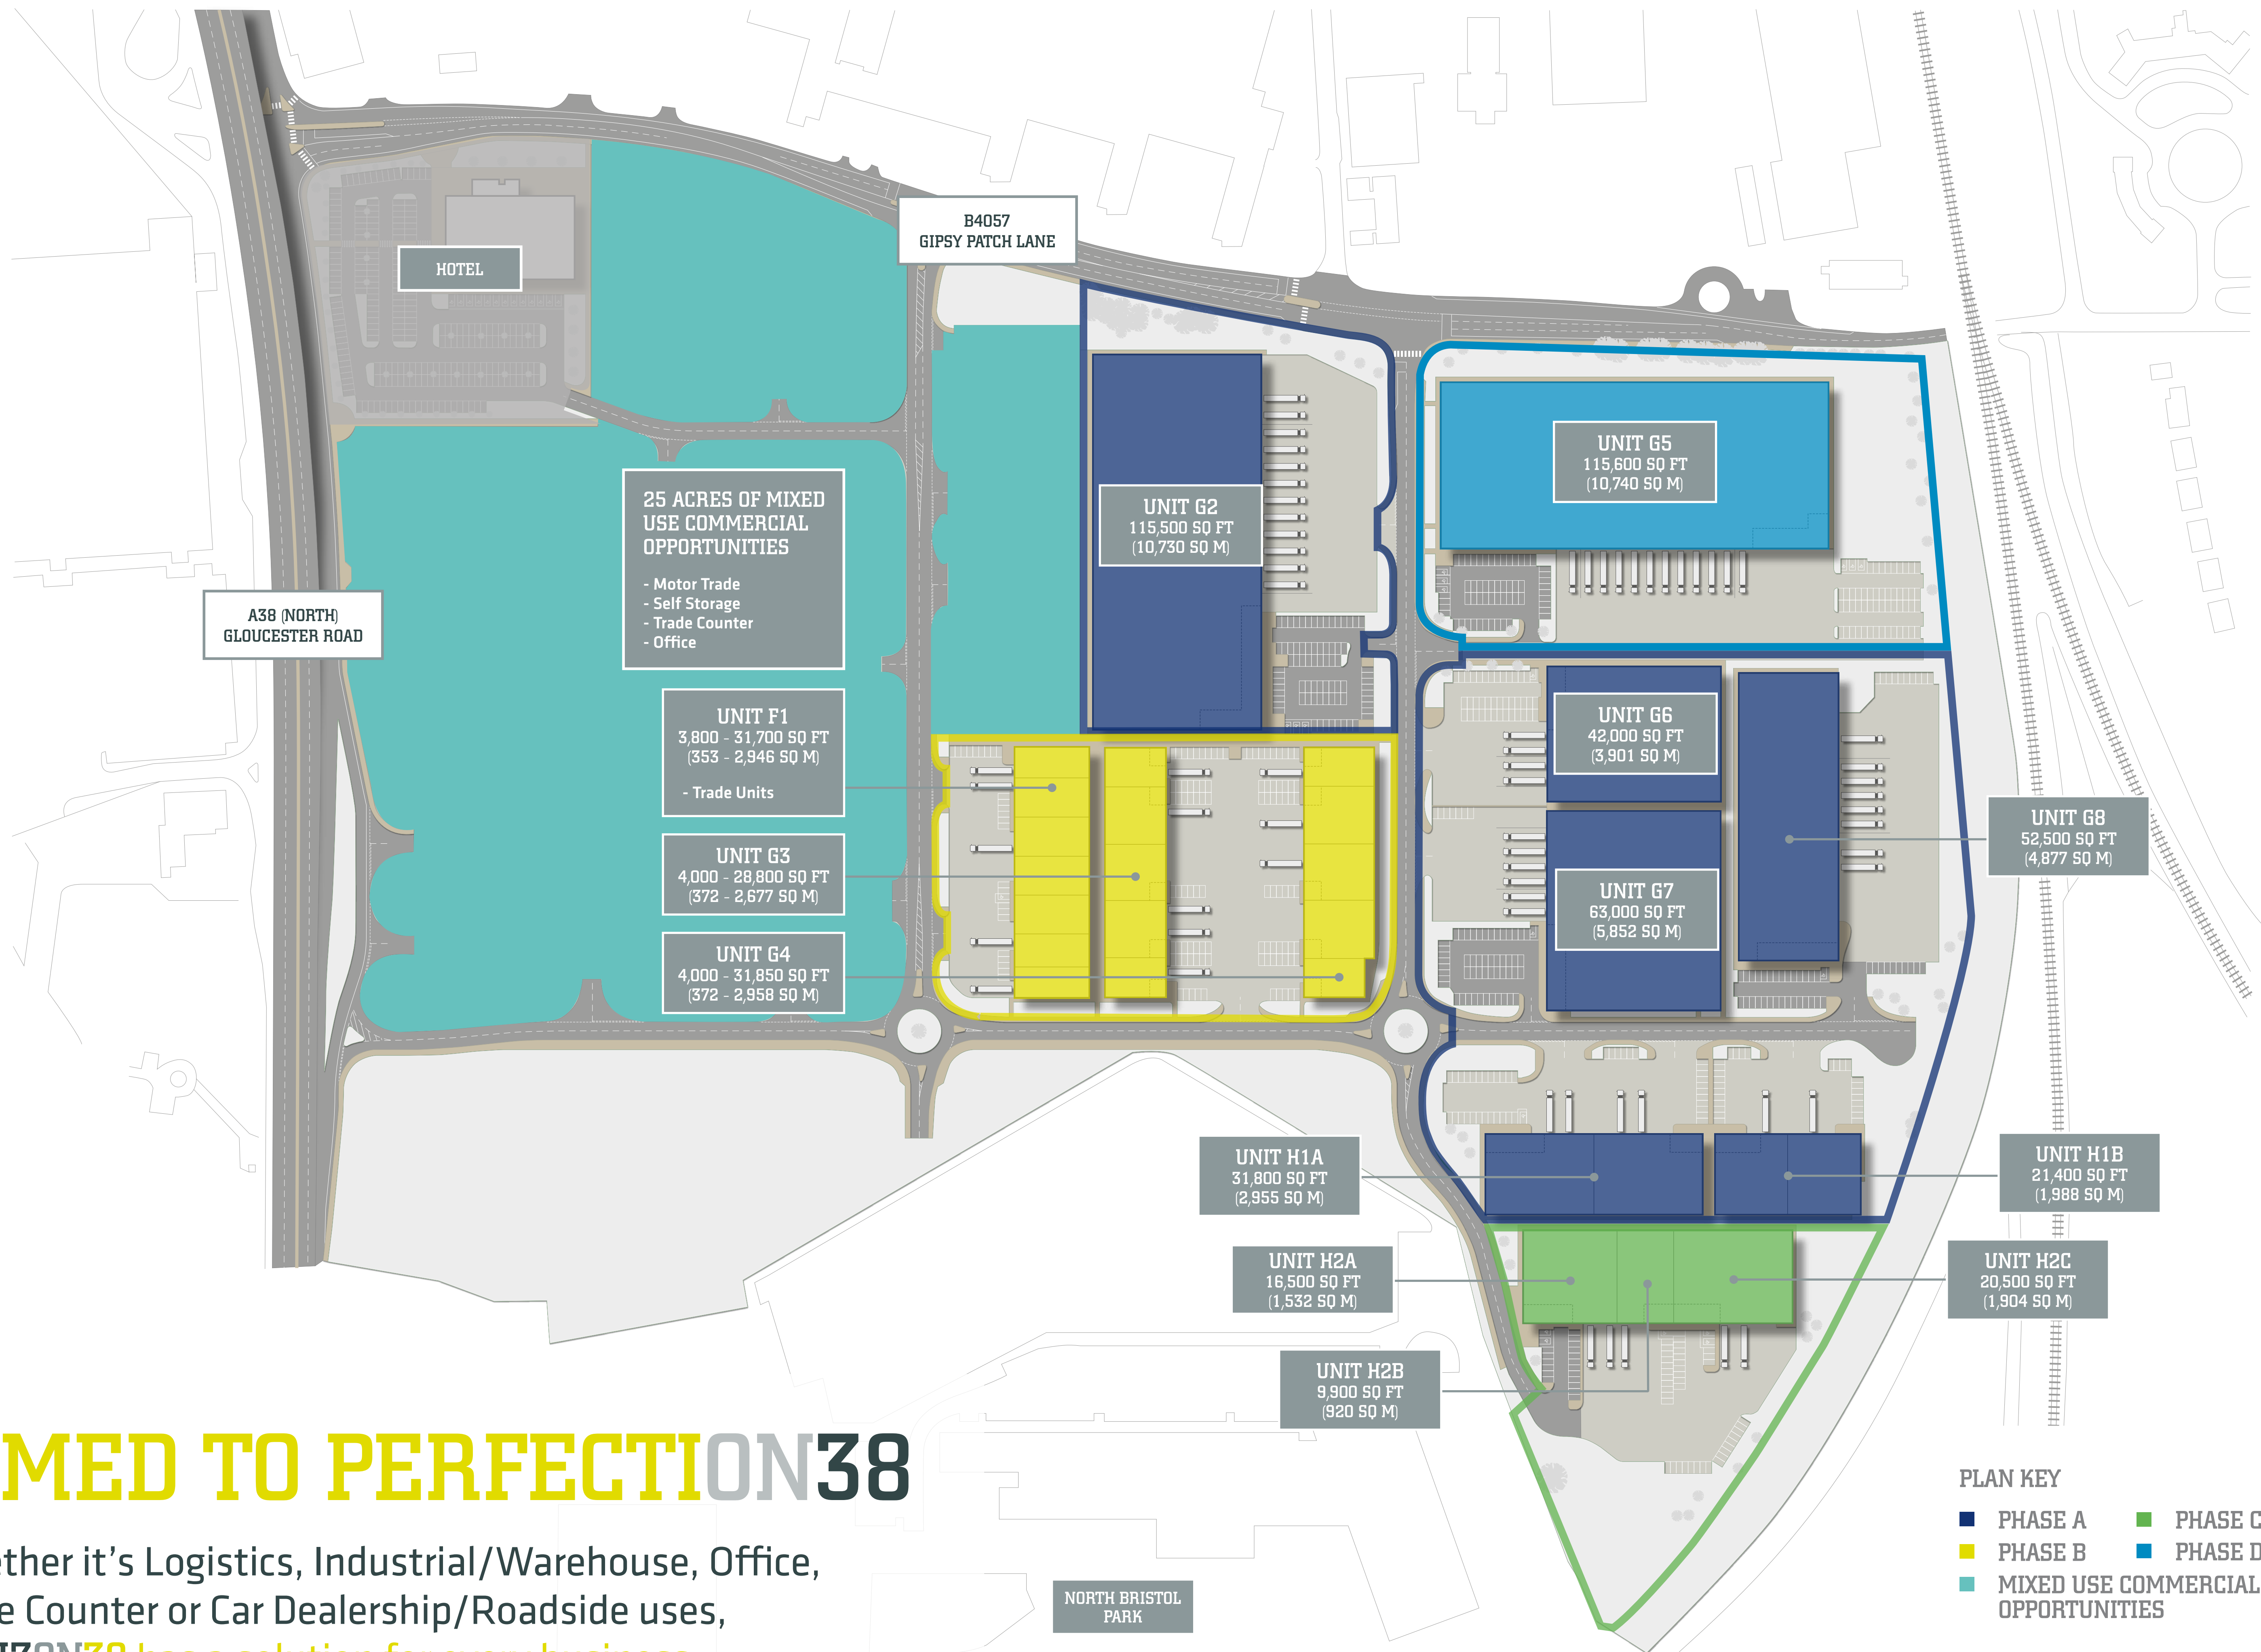 B4057
GIPSY PATCH LANE
HOTEL
25 ACRES OF MIXED
USE COMMERCIAL
OPPORTUNITIES
- Motor Trade
- Self Storage
- Trade Counter
- Office
A38 (NORTH)
GLOUCESTER ROAD
UNIT G2
115,500 SQ FT
(10,730 SQ M)
UNIT G5
115,600 SQ FT
(10,740 SQ M)
UNIT F1
3,800 - 31,700 SQ FT
(353 - 2,946 SQ M)
- Trade Units
UNIT G3
4,000 - 28,800 SQ FT
(372 - 2,677 SQ M)
UNIT G4
4,000 - 31,850 SQ FT
(372 - 2,958 SQ M)
UNIT G6
42,000 SQ FT
(3,901 SQ M)
UNIT G7
63,000 SQ FT
(5,852 SQ M)
UNIT G8
52,500 SQ FT
(4,877 SQ M)
UNIT H1A
31,800 SQ FT
(2,955 SQ M)
UNIT H1B
21,400 SQ FT
(1,988 SQ M)
UNIT H2A
16,500 SQ FT
(1,532 SQ M)
UNIT H2C
20,500 SQ FT
(1,904 SQ M)
UNIT H2B
9,900 SQ FT
(920 SQ M)
MED TO PERFECTION38
ther it's Logistics, Industrial/Warehouse, Office,
e Counter or Car Dealership/Roadside uses,
ZON38 has a solution for every business
NORTH BRISTOL
PARK
PLAN KEY
PHASE A
PHASE C
PHASE B
PHASE D
MIXED USE COMMERCIAL
OPPORTUNITIES